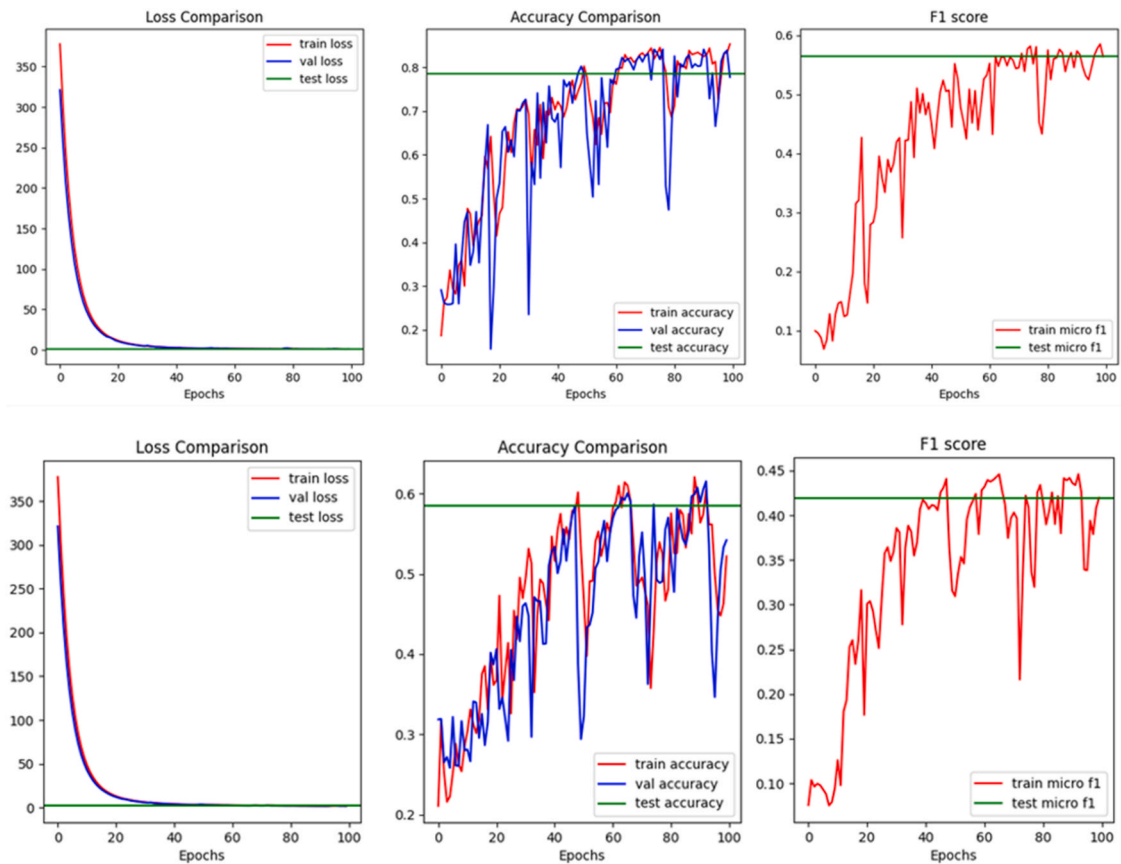 Loss Comparison
350
300
250
200
150
100
50
0
train loss
val loss
test loss
0 20 40 60 80 100
Epochs
Accuracy Comparison
0.8
0.7
0.6
0.5
0.4
0.3
0.2
train accuracy
val accuracy
test accuracy
0 20 40 60 80 100
Epochs
F1 score
0.6
0.5
0.4
0.3
0.2
0.1
train micro f1
test micro f1
0 20 40 60 80 100
Epochs
Loss Comparison
350
300
250
200
150
100
50
0
train loss
val loss
test loss
0 20 40 60 80 100
Epochs
Accuracy Comparison
0.6
0.5
0.4
0.3
0.2
train accuracy
val accuracy
test accuracy
0 20 40 60 80 100
Epochs
F1 score
0.45
0.40
0.35
0.30
0.25
0.20
0.15
0.10
train micro f1
test micro f1
0 20 40 60 80 100
Epochs